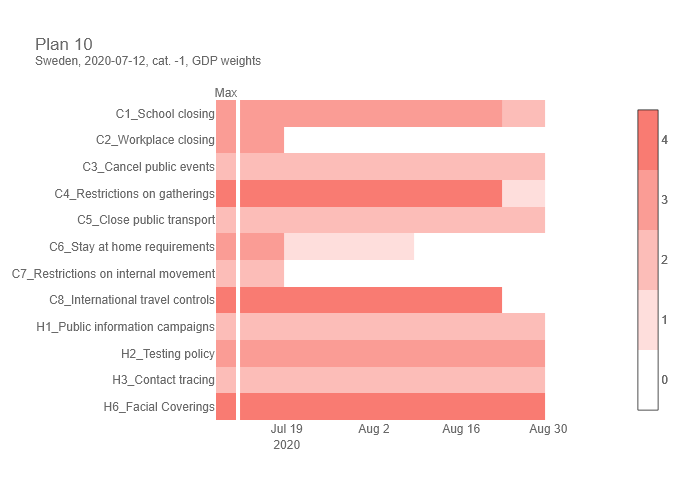 Plan 10
Sweden, 2020-07-12, cat. -1, GDP weights
Max
C1_School closing
C2_Workplace closing
C3_Cancel public events
C4_Restrictions on gatherings
C5_Close public transport
C6_Stay at home requirements
C7_Restrictions on internal movement
C8_International travel controls
H1_Public information campaigns
H2_Testing policy
H3_Contact tracing
H6_Facial Coverings
Jul 19 Aug 2 Aug 16 Aug 30
2020
4
3
2
1
0